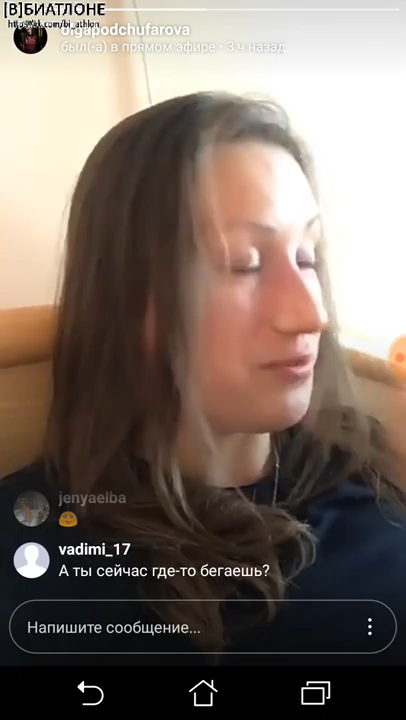 [В]БИАТЛОНЕ
https://vk.com/bi_athlon
olgapodchufarova
был(-а) в прямом эфире • 3 ч назад
jenyaelba
vadimi_17
А ты сейчас где-то бегаешь?
Напишите сообщение...